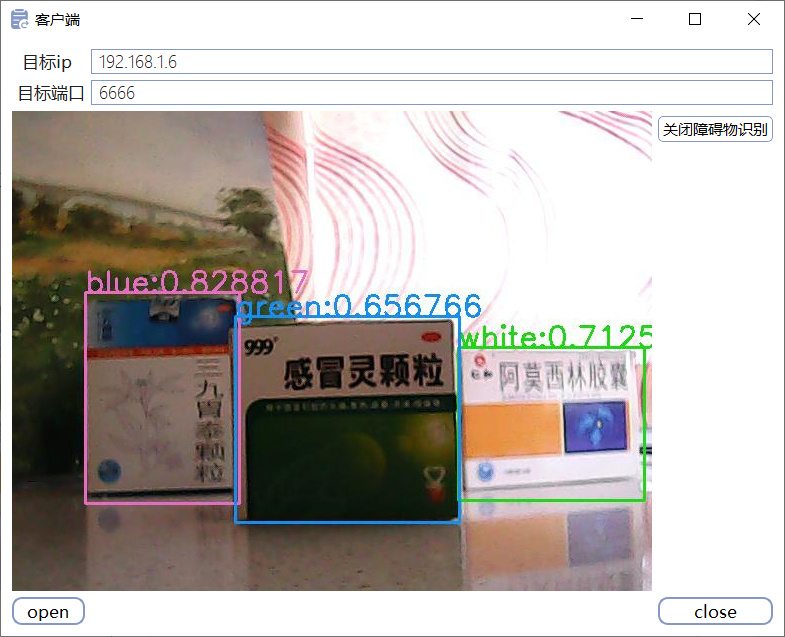 客户端
目标ip
192.168.1.6
目标端口
6666
关闭障碍物识别
blue:0.828817
green:0.656766
white:0.7125
999
感冒灵颗粒
三九胃泰颗粒
阿莫西林胶囊
open
close